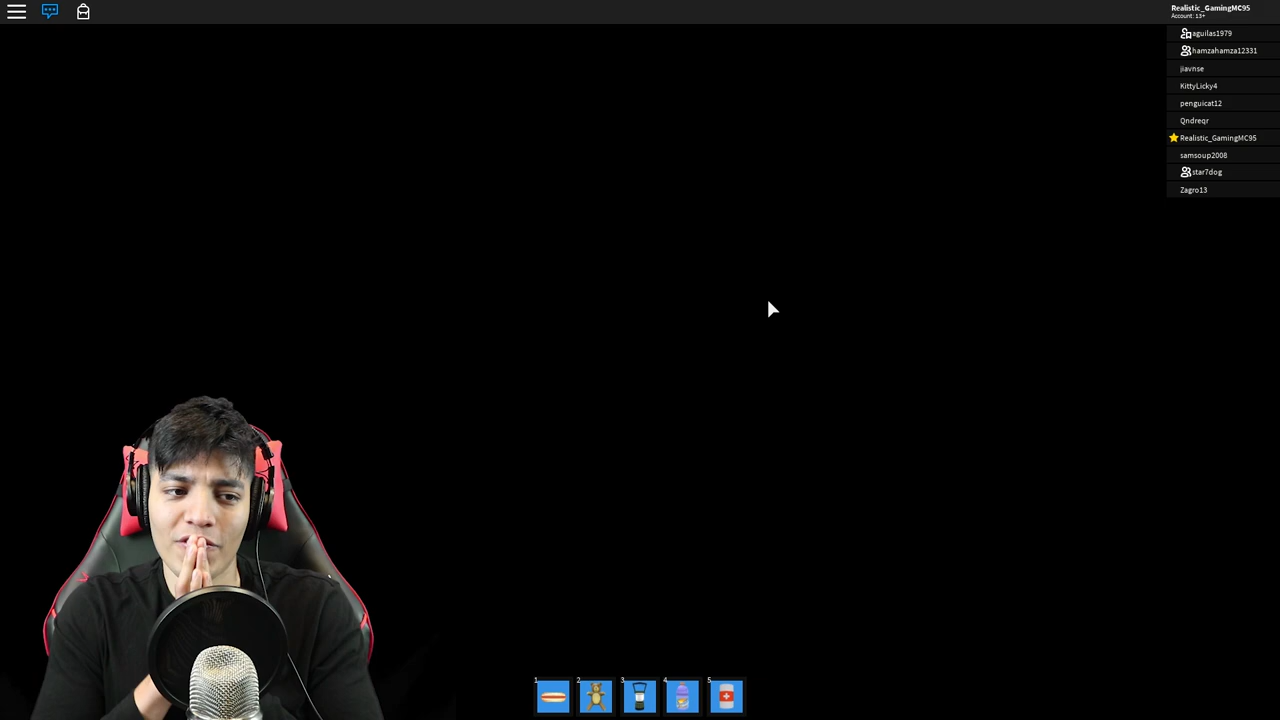 Realistic_GamingMC95
Account: 13+
aguilas1979
hamzahamza12331
jiavnse
KittyLicky4
penguicat12
Qndreqr
Realistic_GamingMC95
samsoup2008
star7dog
Zagro13
1 2 3 4 5